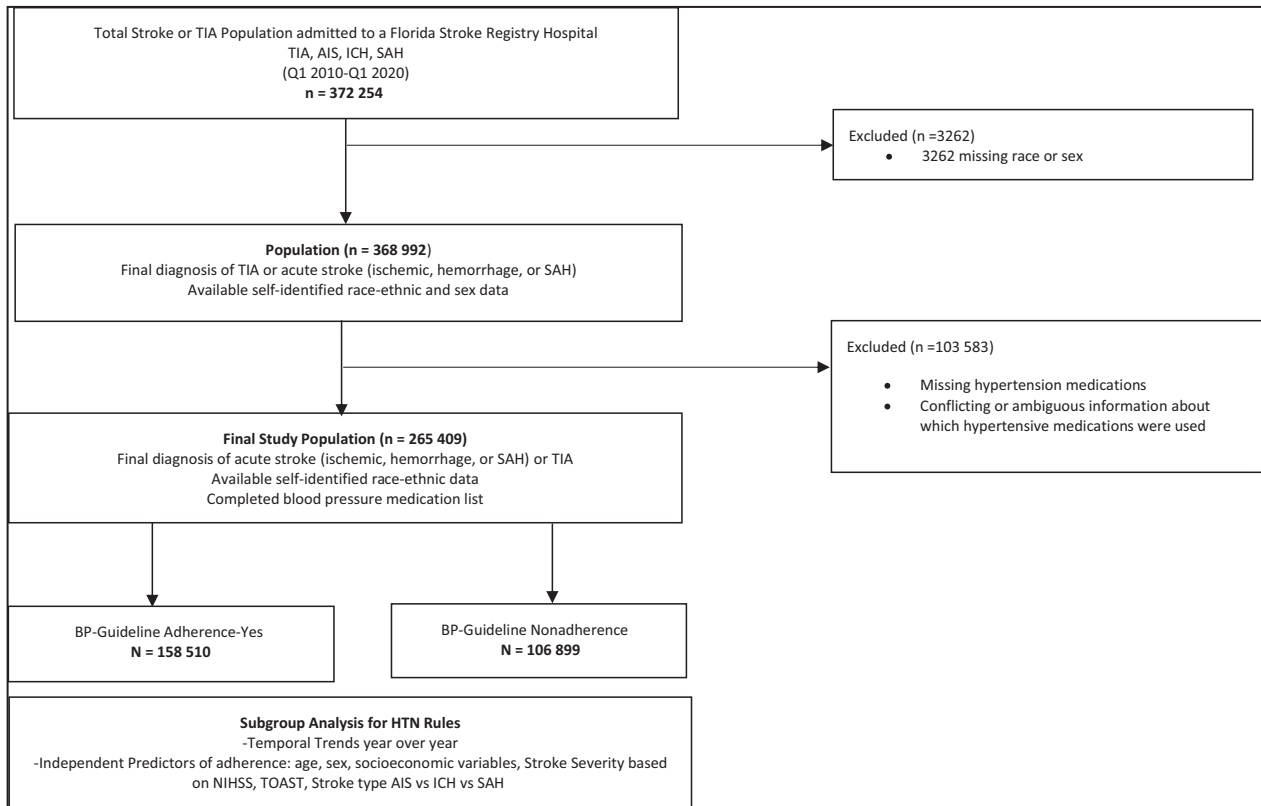 Total Stroke or TIA Population admitted to a Florida Stroke Registry Hospital
TIA, AIS, ICH, SAH
(Q1 2010-Q1 2020)
n = 372 254
Excluded (n =3262)
• 3262 missing race or sex
Population (n = 368 992)
Final diagnosis of TIA or acute stroke (ischemic, hemorrhage, or SAH)
Available self-identified race-ethnic and sex data
Excluded (n =103 583)
• Missing hypertension medications
• Conflicting or ambiguous information about
which hypertensive medications were used
Final Study Population (n = 265 409)
Final diagnosis of acute stroke (ischemic, hemorrhage, or SAH) or TIA
Available self-identified race-ethnic data
Completed blood pressure medication list
BP-Guideline Adherence-Yes
N = 158 510
BP-Guideline Nonadherence
N = 106 899
Subgroup Analysis for HTN Rules
-Temporal Trends year over year
-Independent Predictors of adherence: age, sex, socioeconomic variables, Stroke Severity based
on NIHSS, TOAST, Stroke type AIS vs ICH vs SAH